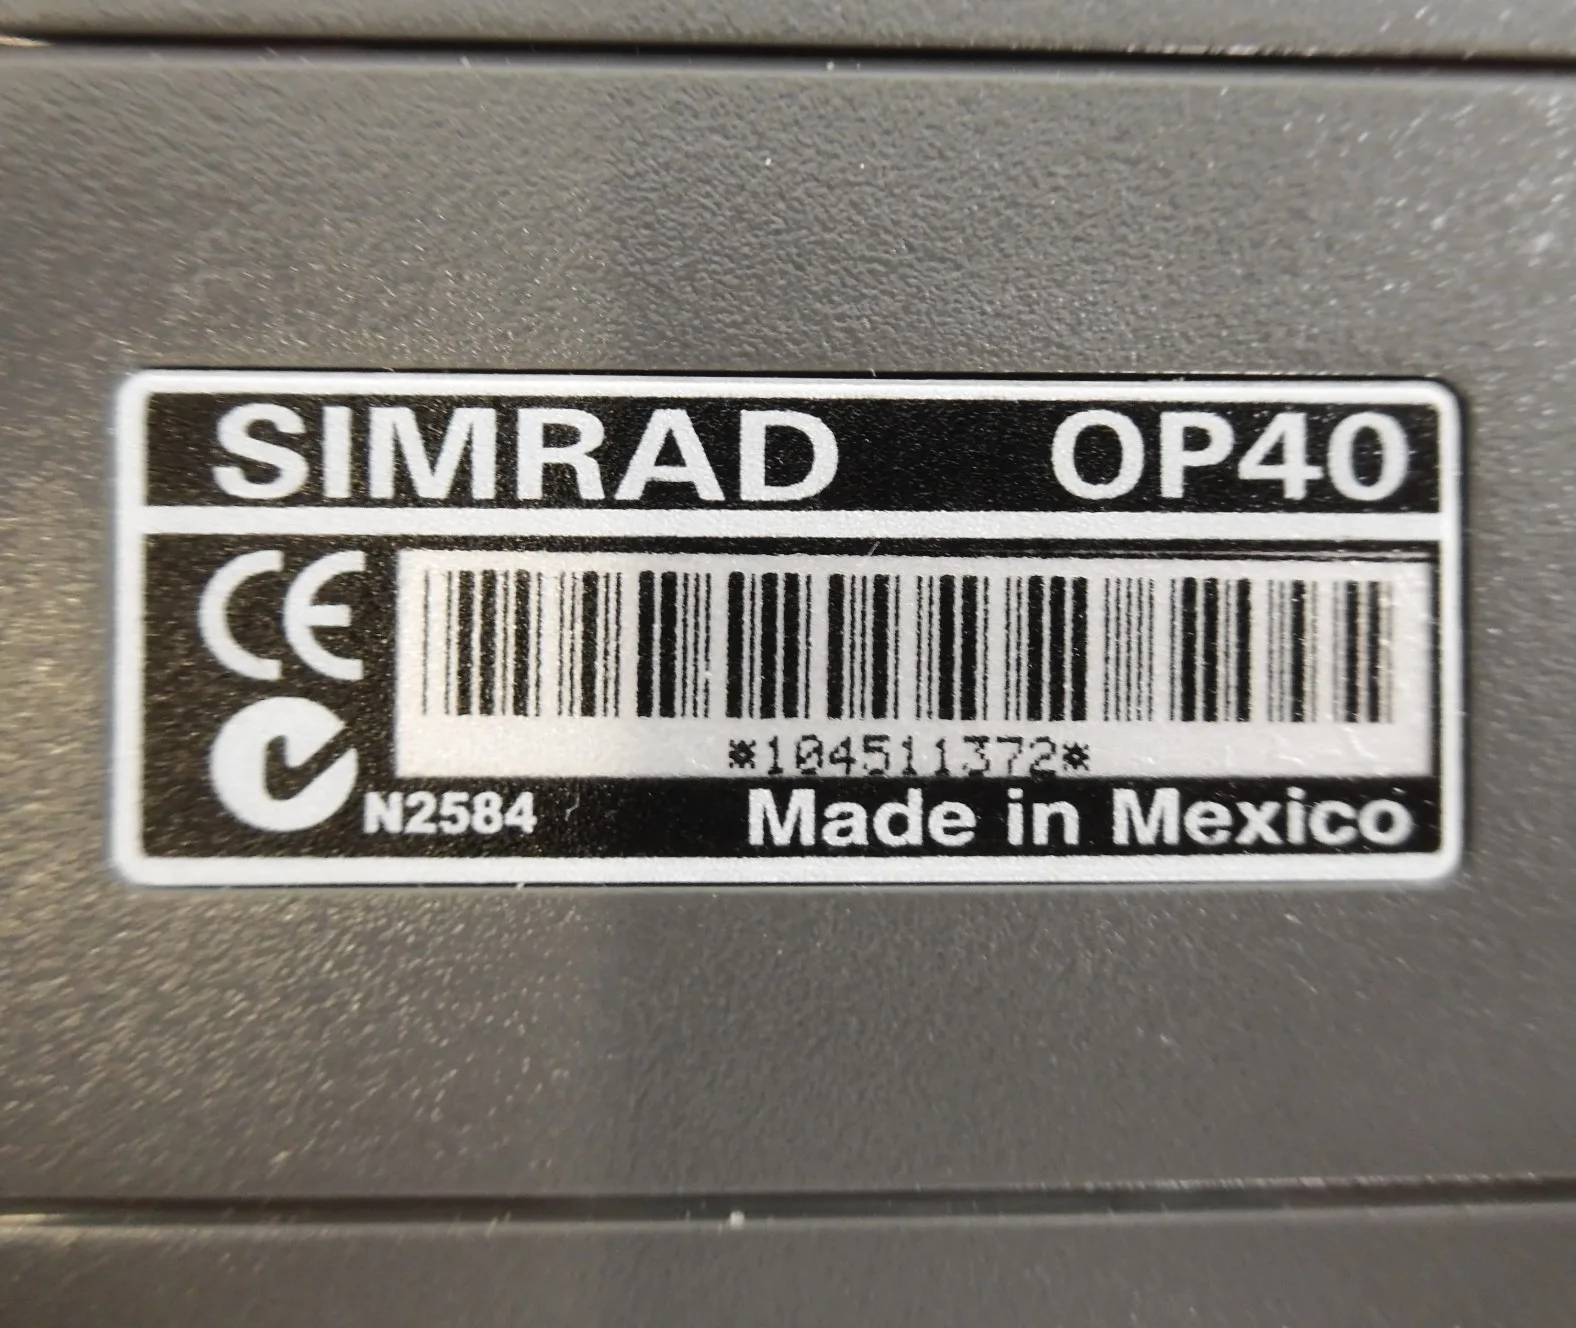 SIMRAD OP40
CE
*104511372*
N2584 Made in Mexico